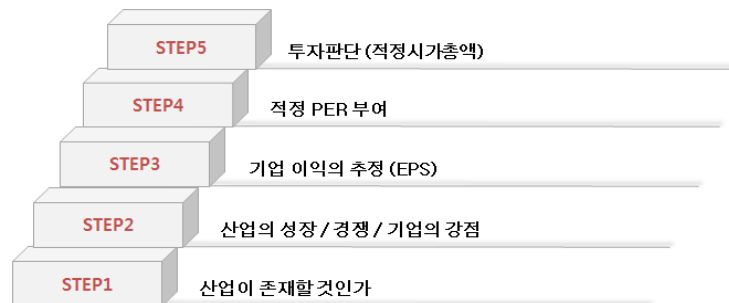 STEP5 투자판단 (적정시가총액)
STEP4 적정 PER 부여
STEP3 기업 이익의 추정 (EPS)
STEP2 산업의 성장 / 경쟁 / 기업의 강점
STEP1 산업이 존재할 것인가